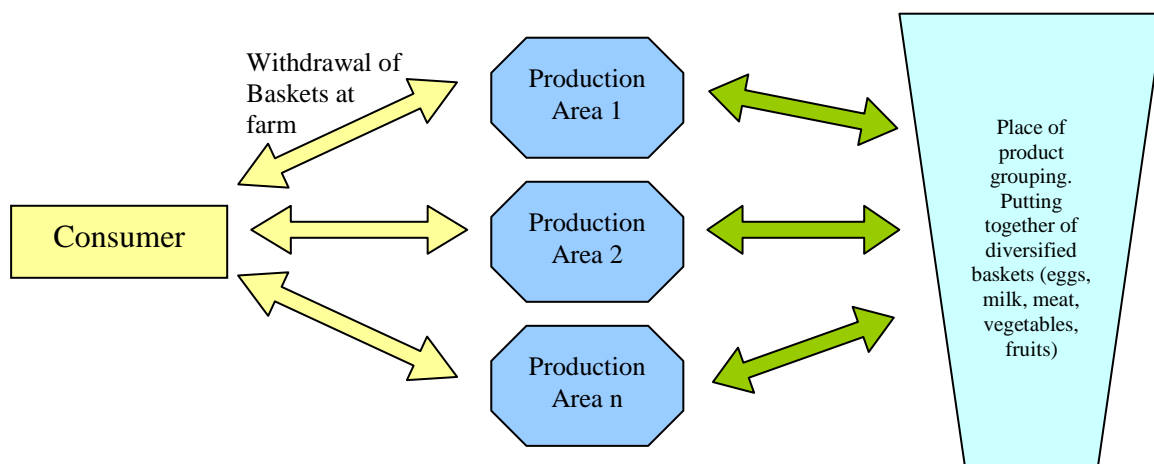 Withdrawal of
Baskets at
farm
Consumer
Production
Area 1
Production
Area 2
Production
Area n
Place of
product
grouping.
Putting
together of
diversified
baskets (eggs,
milk, meat,
vegetables,
fruits)